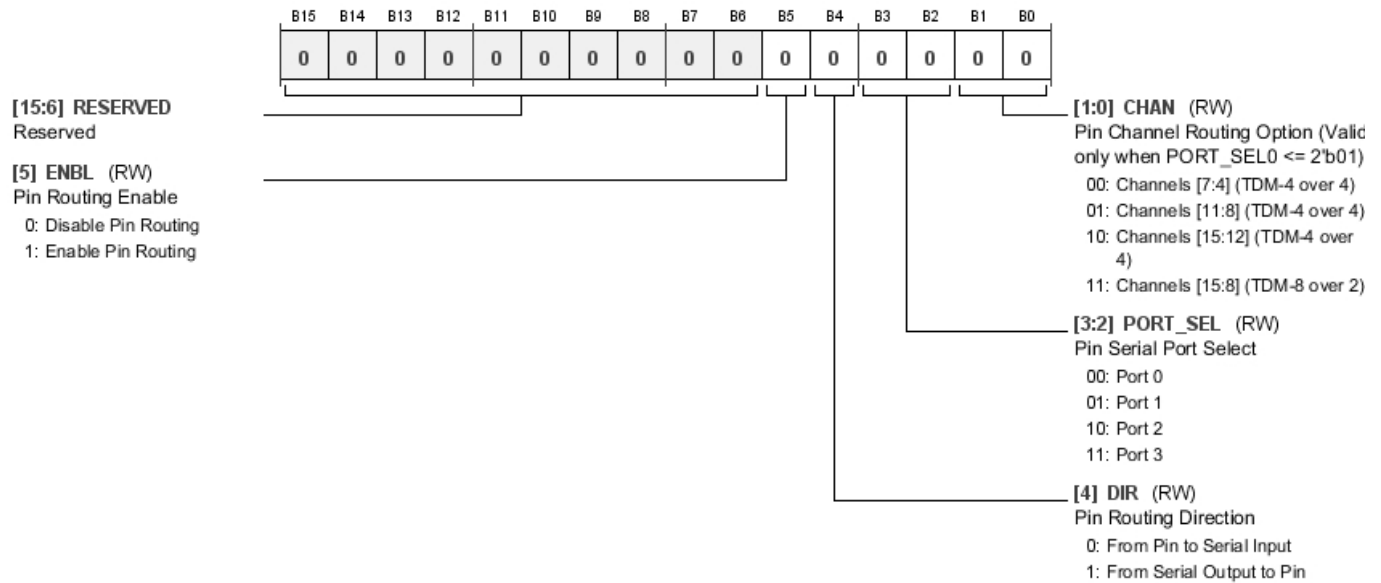 B15 B14 B13 B12 B11 B10 B9 B8 B7 B6 B5 B4 B3 B2 B1 B0
0 0 0 0 0 0 0 0 0 0 0 0 0 0 0 0
[15:6] RESERVED
Reserved
[5] ENBL (RW)
Pin Routing Enable
0: Disable Pin Routing
1: Enable Pin Routing
[1:0] CHAN (RW)
Pin Channel Routing Option (Valid
only when PORT_SEL0 <= 2'b01)
00: Channels [7:4] (TDM-4 over 4)
01: Channels [11:8] (TDM-4 over 4)
10: Channels [15:12] (TDM-4 over
4)
11: Channels [15:8] (TDM-8 over 2)
[3:2] PORT_SEL (RW)
Pin Serial Port Select
00: Port 0
01: Port 1
10: Port 2
11: Port 3
[4] DIR (RW)
Pin Routing Direction
0: From Pin to Serial Input
1: From Serial Output to Pin